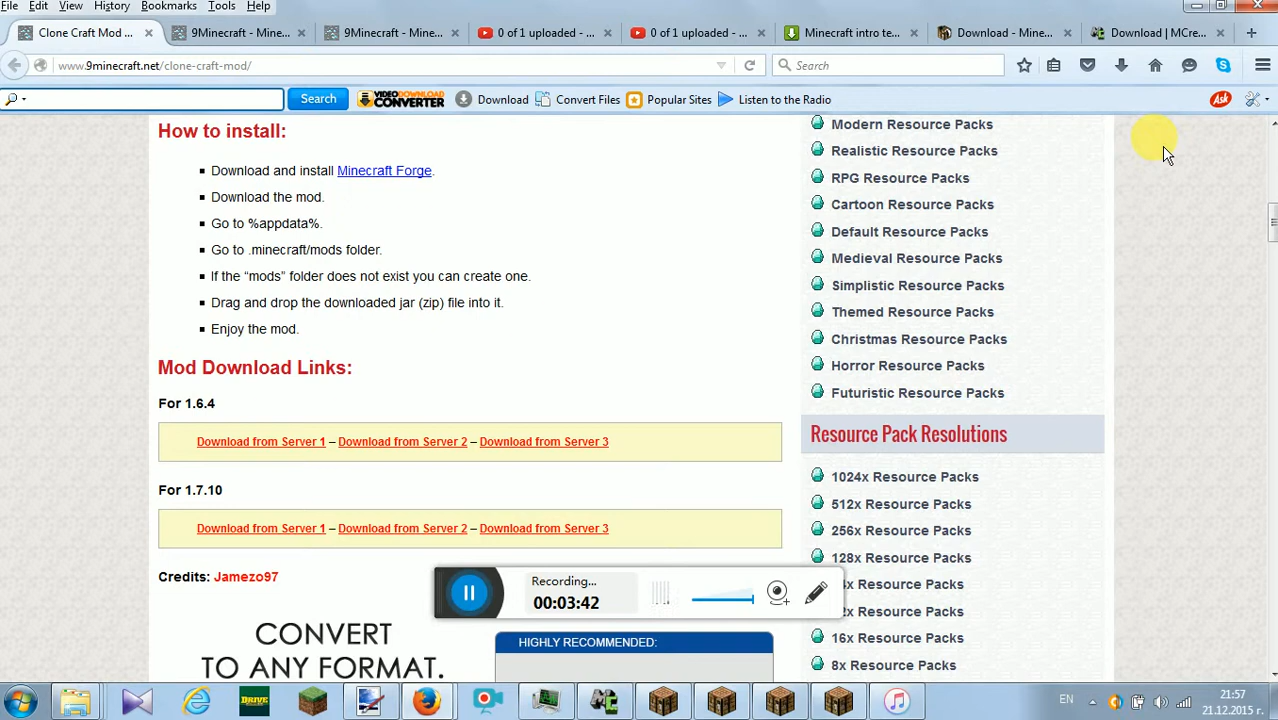 File Edit View History Bookmarks Tools Help
Clone Craft Mod ... 9Minecraft - Mine... 9Minecraft - Mine... 0 of 1 uploaded - ... 0 of 1 uploaded - ... Minecraft intro te... Download - Mine... Download | MCre...
www.9minecraft.net/clone-craft-mod/ Search
Search VIDEO DOWNLOAD CONVERTER Download Convert Files Popular Sites Listen to the Radio Ask
How to install:
Download and install Minecraft Forge.
Download the mod.
Go to %appdata%.
Go to .minecraft/mods folder.
If the “mods” folder does not exist you can create one.
Drag and drop the downloaded jar (zip) file into it.
Enjoy the mod.
Mod Download Links:
For 1.6.4
Download from Server 1 – Download from Server 2 – Download from Server 3
For 1.7.10
Download from Server 1 – Download from Server 2 – Download from Server 3
Credits: Jamezo97
CONVERT
TO ANY FORMAT.
HIGHLY RECOMMENDED:
Modern Resource Packs
Realistic Resource Packs
RPG Resource Packs
Cartoon Resource Packs
Default Resource Packs
Medieval Resource Packs
Simplistic Resource Packs
Themed Resource Packs
Christmas Resource Packs
Horror Resource Packs
Futuristic Resource Packs
Resource Pack Resolutions
1024x Resource Packs
512x Resource Packs
256x Resource Packs
128x Resource Packs
4x Resource Packs
2x Resource Packs
16x Resource Packs
8x Resource Packs
Recording...
00:03:42
DRIVE
EN
21:57
21.12.2015 г.